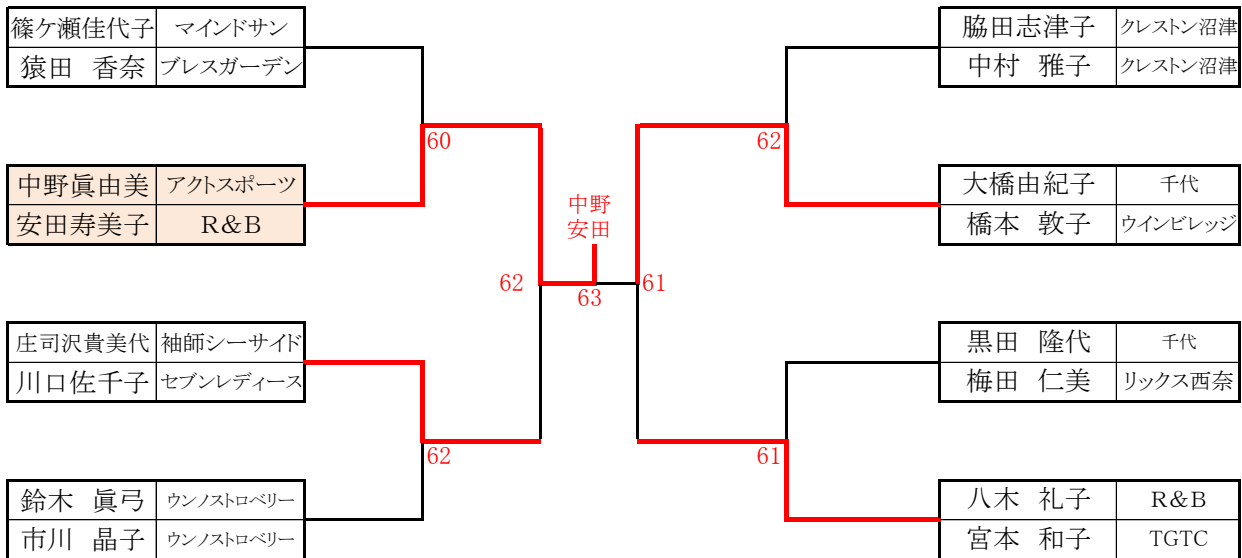 篠ケ瀬佳代子 マインドサン
猿田 香奈 ブレスガーデン
60
中野眞由美 アクトスポーツ
安田寿美子 R&B
62
庄司沢貴美代 袖師シーサイド
川口佐千子 セブンレディース
62
鈴木 眞弓 ウンノストロベリー
市川 晶子 ウンノストロベリー
中野
安田
63
脇田志津子 クレストン沼津
中村 雅子 クレストン沼津
62
大橋由紀子 千代
橋本 敦子 ウインビレッジ
61
黒田 隆代 千代
梅田 仁美 リックス西奈
61
八木 礼子 R&B
宮本 和子 TGTC